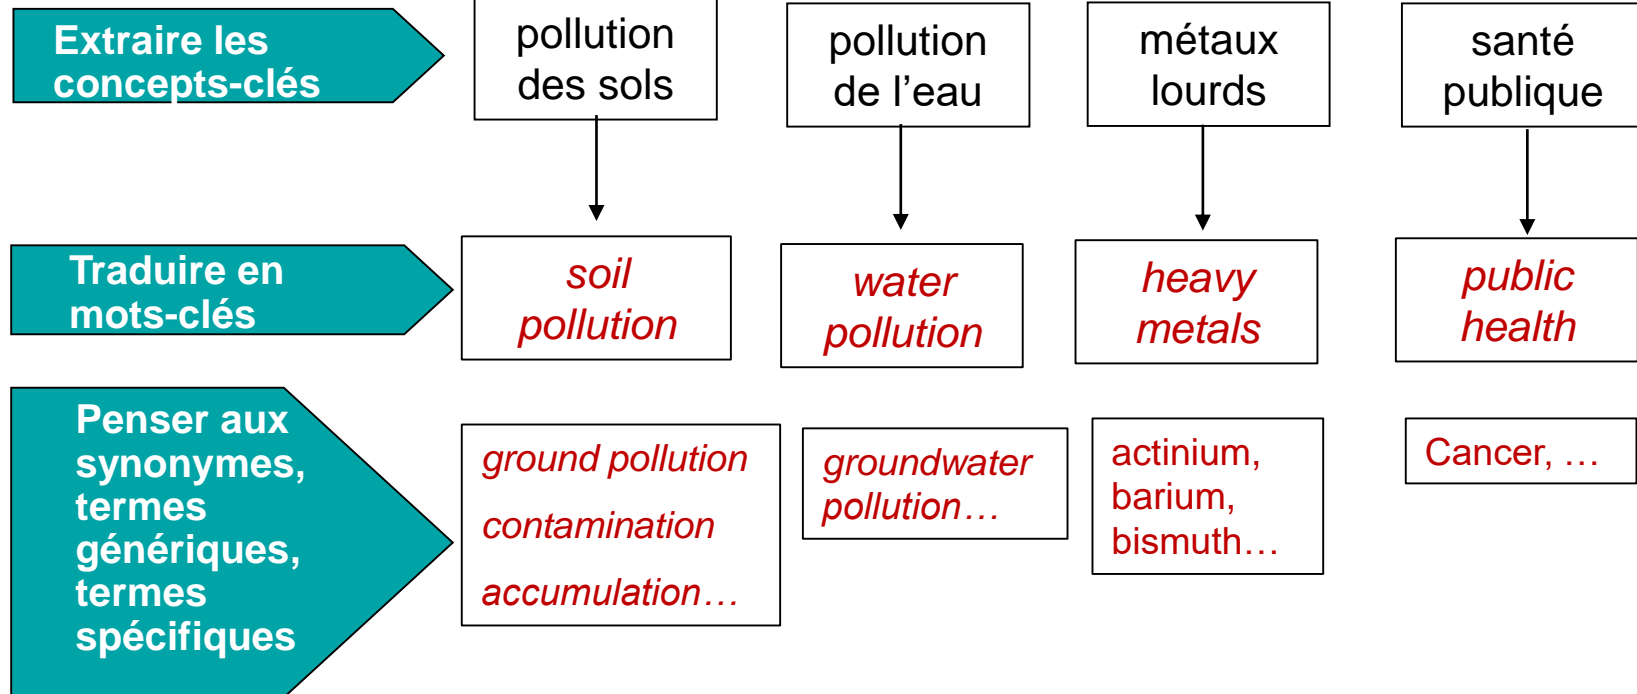 Extraire les
concepts-clés
pollution
des sols
pollution
de l’eau
métaux
lourds
santé
publique
Traduire en
mots-clés
soil
pollution
water
pollution
heavy
metals
public
health
Penser aux
synonymes,
termes
génériques,
termes
spécifiques
ground pollution
contamination
accumulation…
groundwater
pollution…
actinium,
barium,
bismuth…
Cancer, …